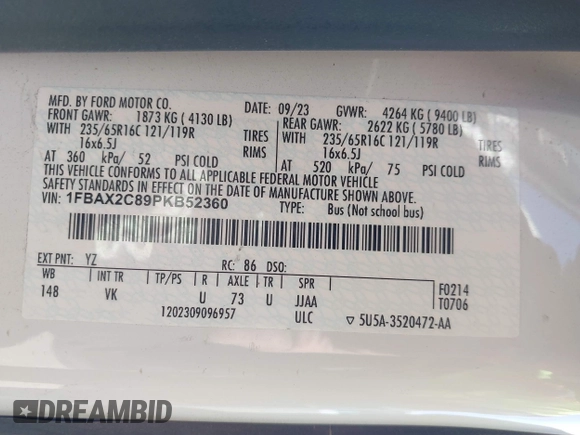 MFD. BY FORD MOTOR CO.
DATE: 09/23 GVWR: 4264 KG ( 9400 LB)
FRONT GAWR: 1873 KG ( 4130 LB) REAR GAWR: 2622 KG ( 5780 LB)
WITH 235/65R16C 121/119R TIRES WITH 235/65R16C 121/119R TIRES
16x6.5J RIMS 16x6.5J RIMS
AT 360 kPa/ 52 PSI COLD AT 520 kPa/ 75 PSI COLD
THIS VEHICLE CONFORMS TO ALL APPLICABLE FEDERAL MOTOR VEHICLE
SAFETY STANDARDS IN EFFECT ON THE DATE OF MANUFACTURE SHOWN ABOVE.
VIN: 1FBAX2C89PKB52360 TYPE: Bus (Not school bus)
EXT PNT: YZ RC: 86 DSO:
WB INT TR TP/PS R AXLE TR SPR F0214
148 VK U 73 U JJAA T0706
1202309096957 ULC ▽ 5U5A-3520472-AA
DREAMBID